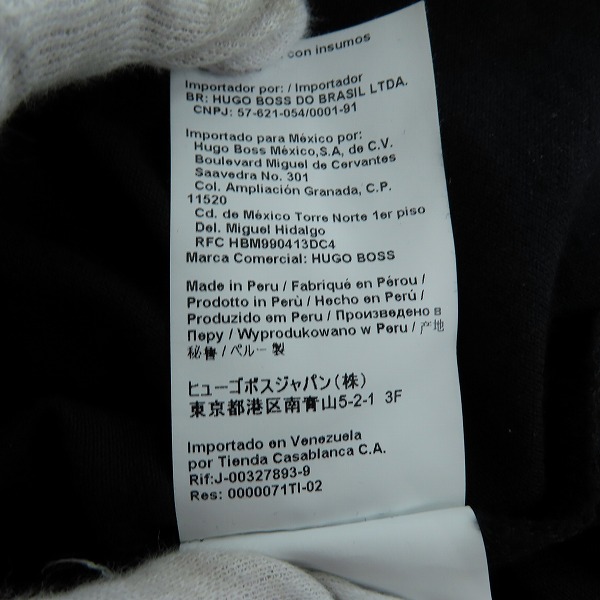 con insumos
Importador por: / Importador
BR: HUGO BOSS DO BRASIL LTDA.
CNPJ: 57-621-054/0001-91
Importado para México por:
Hugo Boss México,S.A, de C.V.
Boulevard Miguel de Cervantes
Saavedra No. 301
Col. Ampliación Granada, C.P.
11520
Cd. de México Torre Norte 1er piso
Del. Miguel Hidalgo
RFC HBM990413DC4
Marca Comercial: HUGO BOSS
Made in Peru / Fabriqué en Pérou /
Prodotto in Perù / Hecho en Perú /
Produzido em Peru / Произведено в
Перу / Wyprodukowano w Peru / 产地
秘鲁 / ペルー製
ヒューゴボスジャパン(株)
東京都港区南青山5-2-1 3F
Importado en Venezuela
por Tienda Casablanca C.A.
Rif:J-00327893-9
Res: 0000071TI-02